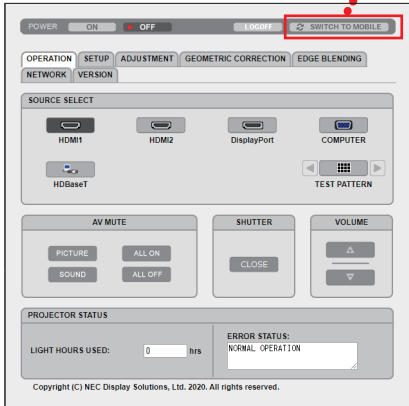 POWER ON OFF LOGOFF SWITCH TO MOBILE
OPERATION SETUP ADJUSTMENT GEOMETRIC CORRECTION EDGE BLENDING
NETWORK VERSION
SOURCE SELECT
HDMI1 HDMI2 DisplayPort COMPUTER
HDBaseT TEST PATTERN
AV MUTE SHUTTER VOLUME
PICTURE ALL ON
CLOSE
SOUND ALL OFF
PROJECTOR STATUS
ERROR STATUS:
LIGHT HOURS USED: 0 hrs NORMAL OPERATION
Copyright (C) NEC Display Solutions, Ltd. 2020. All rights reserved.